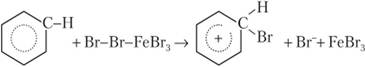 C–H + Br–Br–FeBr₃ → + C H Br + Br⁻ + FeBr₃